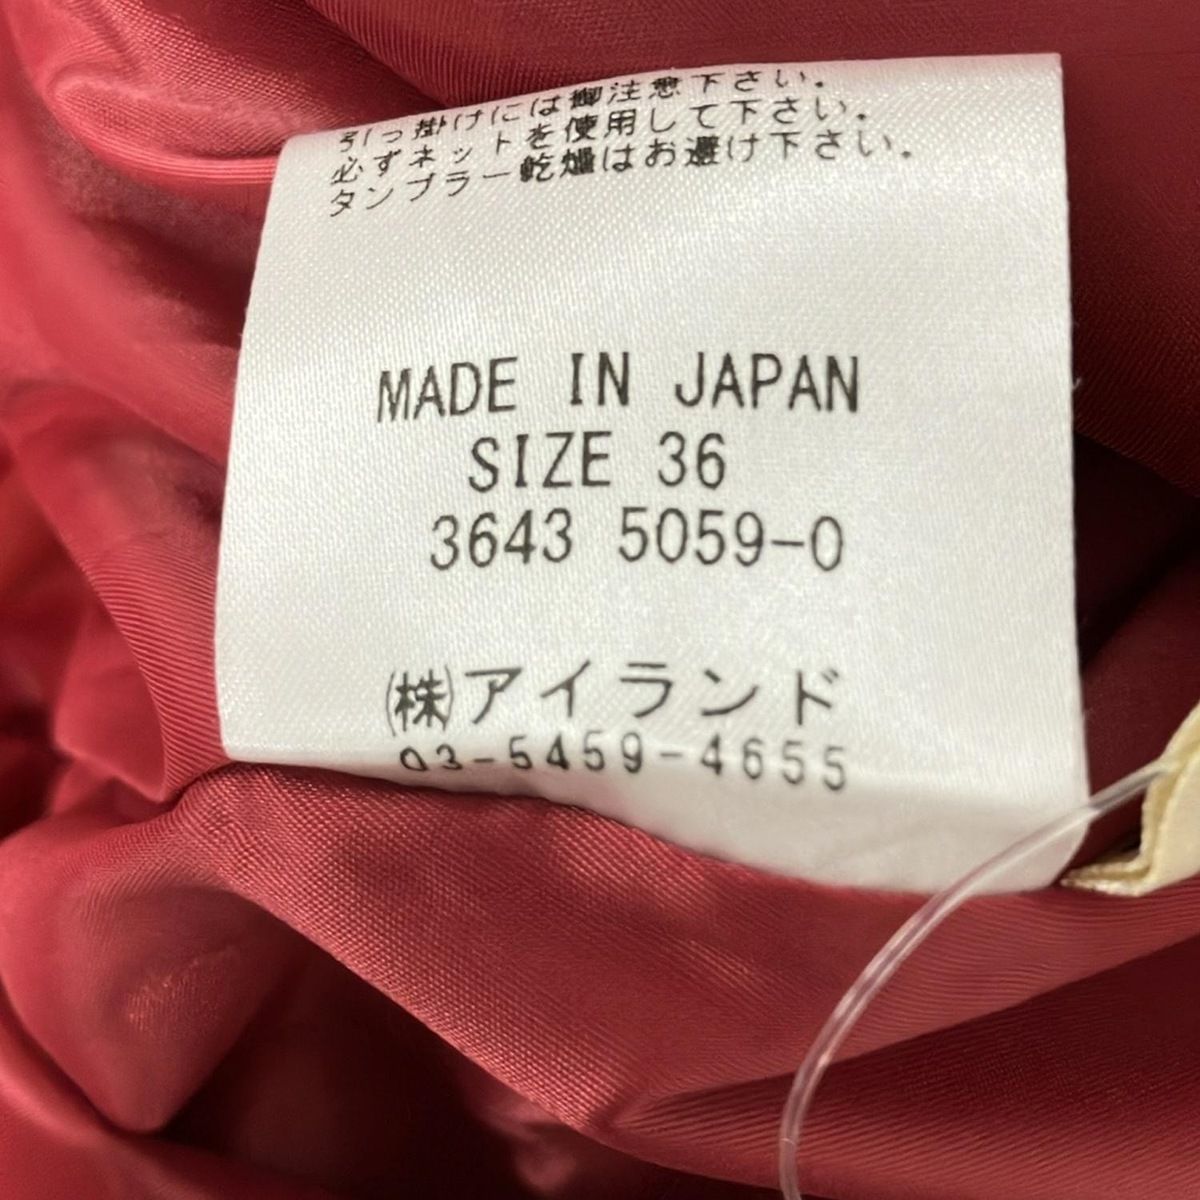 引っ掛けには御注意下さい。
必ずネットを使用して下さい。
タンブラー乾燥はお避け下さい。
MADE IN JAPAN
SIZE 36
3643 5059-0
(株)アイランド
03-5459-4655